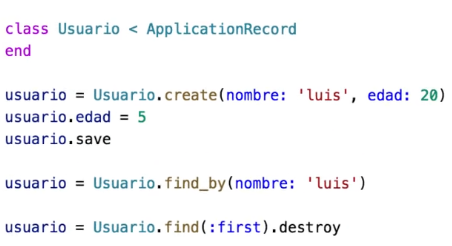 class Usuario < ApplicationRecord
end
usuario = Usuario.create(nombre: 'luis', edad: 20)
usuario.edad = 5
usuario.save
usuario = Usuario.find_by(nombre: 'luis')
usuario = Usuario.find(:first).destroy